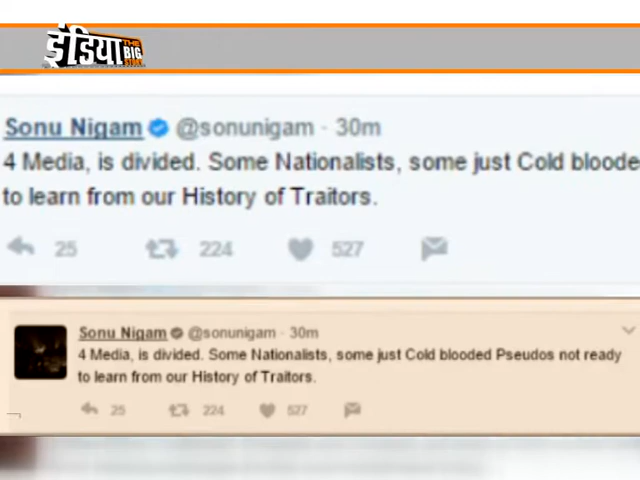 इंडिया THE BIG STORY
Sonu Nigam @sonunigam · 30m
4 Media, is divided. Some Nationalists, some just Cold bloode
to learn from our History of Traitors.
25 224 527
Sonu Nigam @sonunigam · 30m
4 Media, is divided. Some Nationalists, some just Cold blooded Pseudos not ready
to learn from our History of Traitors.
25 224 527